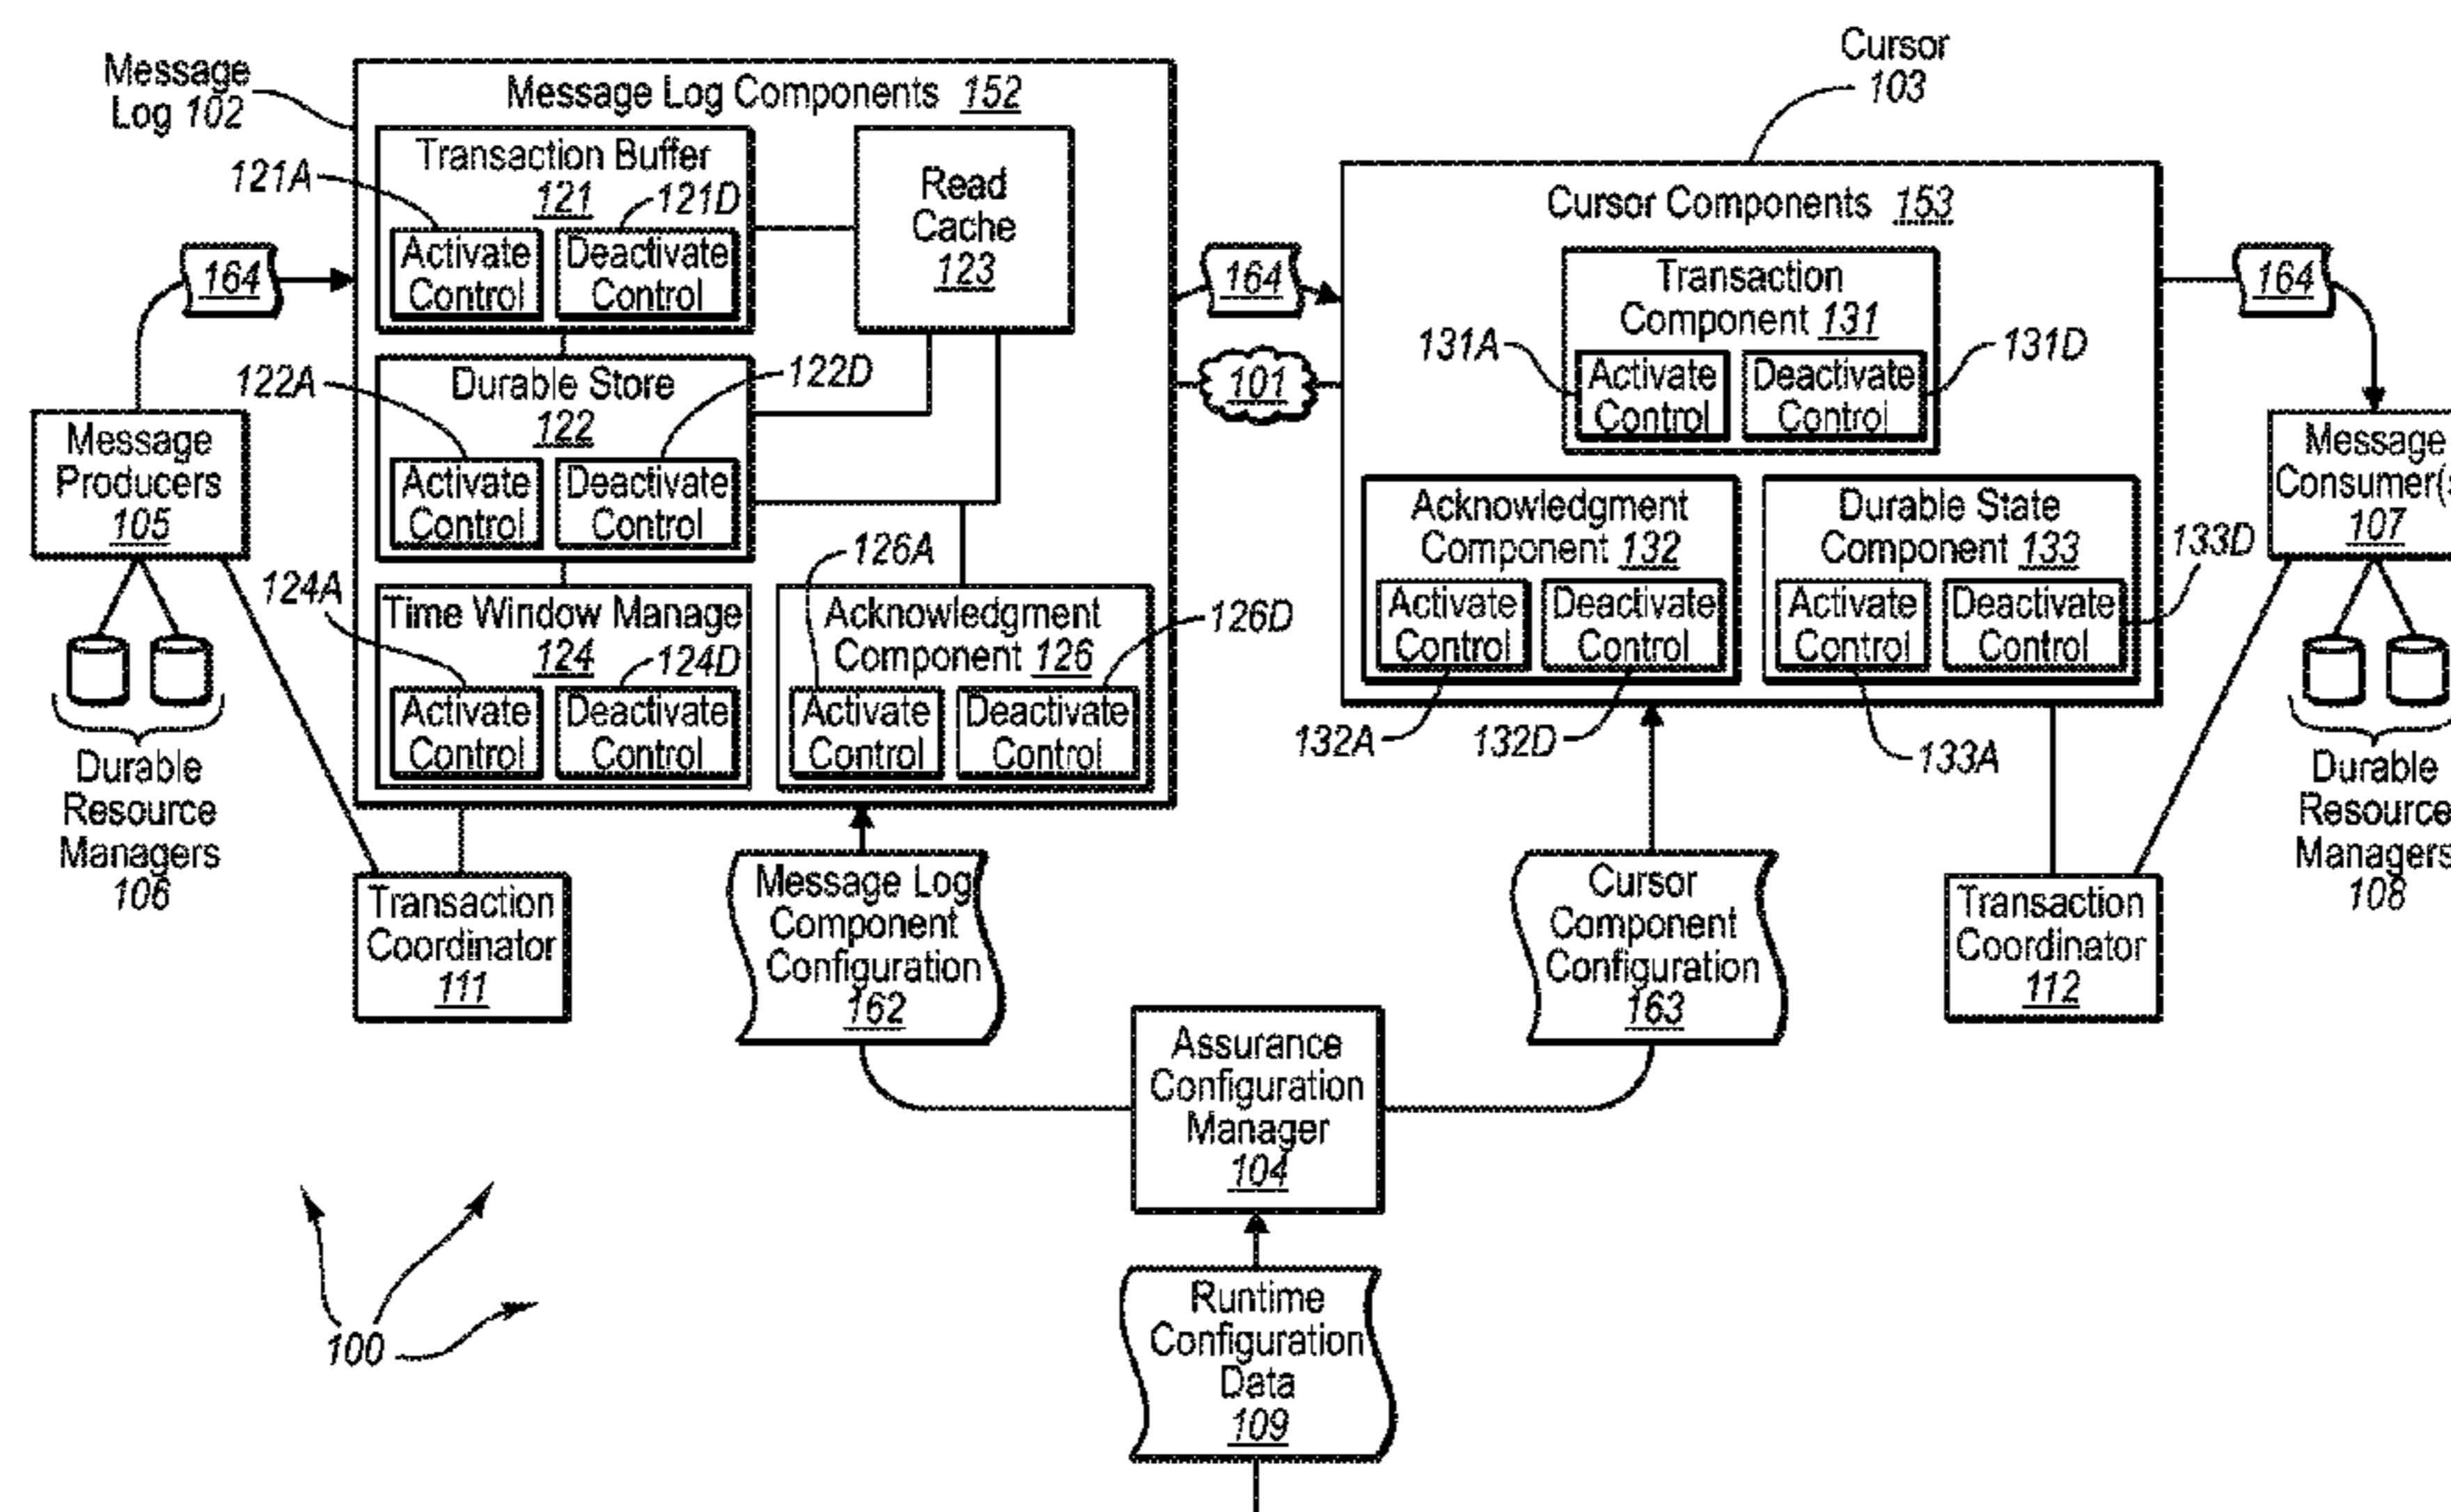 Message
Log 102
Message Log Components 152
Transaction Buffer
121
121A
121D
Activate
Control
Deactivate
Control
Read
Cache
123
164
Durable Store
122
122A
122D
Activate
Control
Deactivate
Control
Message
Producers
105
Time Window Manage
124
124A
124D
Activate
Control
Deactivate
Control
Acknowledgment
Component 126
126A
126D
Activate
Control
Deactivate
Control
Durable
Resource
Managers
106
Transaction
Coordinator
111
164
101
Cursor
103
Cursor Components 153
Transaction
Component 131
131A
131D
Activate
Control
Deactivate
Control
Acknowledgment
Component 132
Activate
Control
Deactivate
Control
132A
132D
Durable State
Component 133
133D
Activate
Control
Deactivate
Control
133A
164
Message
Consumer(s
107
Durable
Resource
Managers
108
Transaction
Coordinator
112
Message Log
Component
Configuration
162
Cursor
Component
Configuration
163
Assurance
Configuration
Manager
104
Runtime
Configuration
Data
109
100